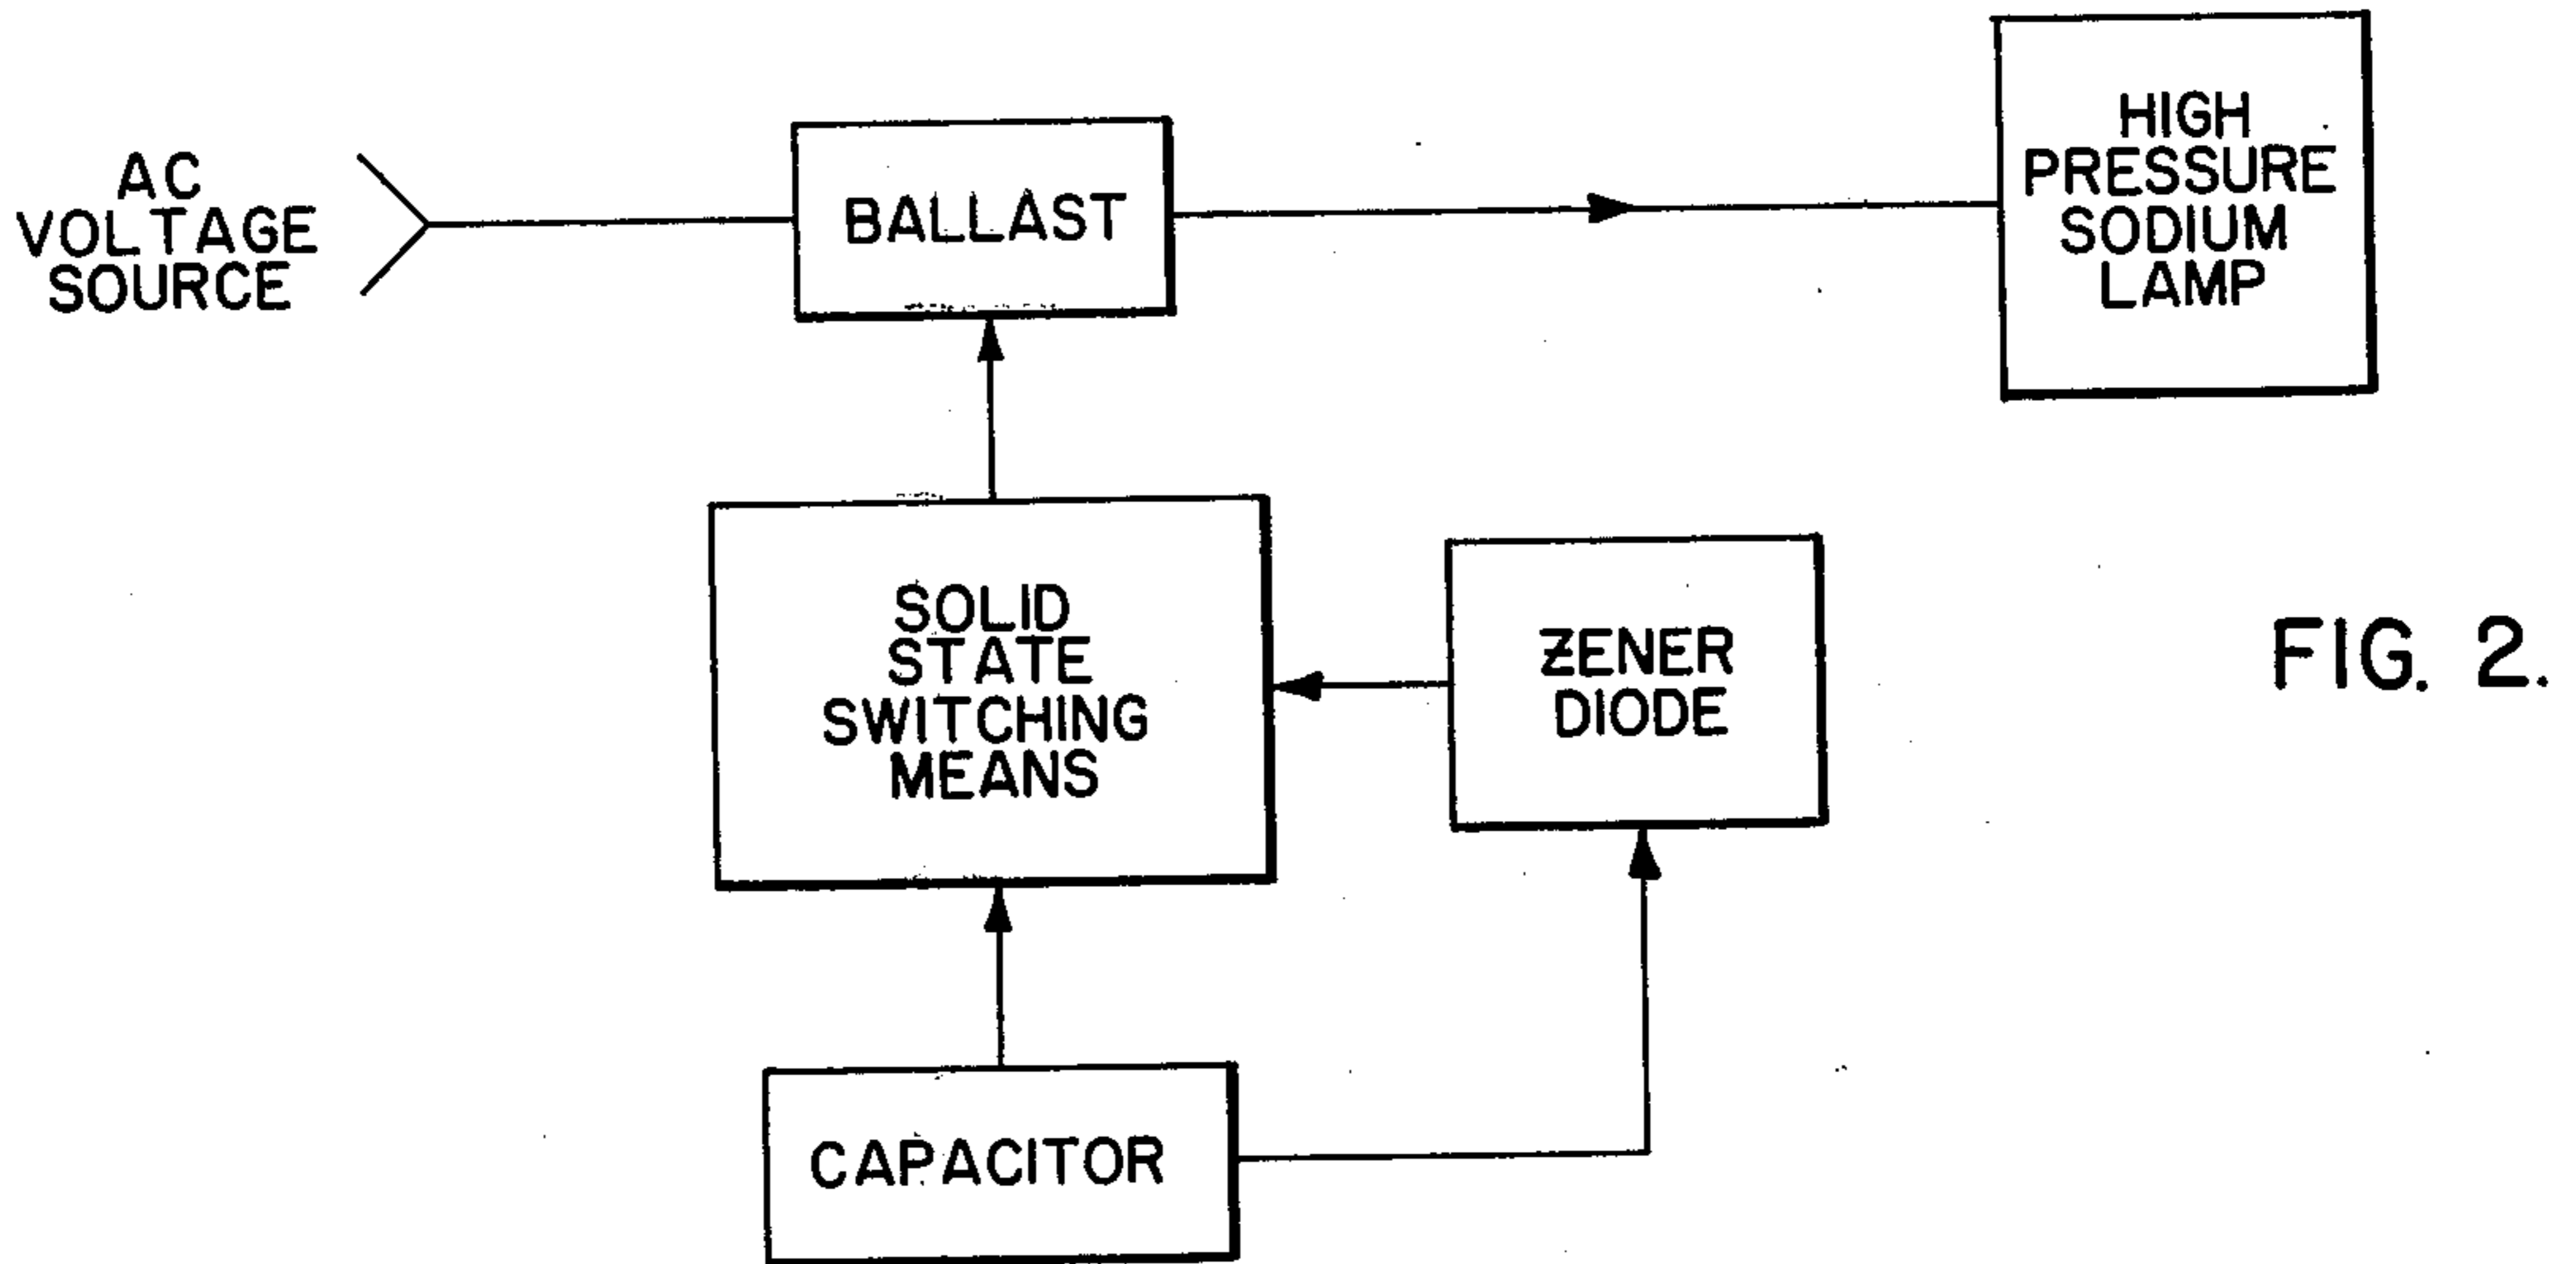 AC
VOLTAGE
SOURCE
BALLAST
HIGH
PRESSURE
SODIUM
LAMP
SOLID
STATE
SWITCHING
MEANS
ZENER
DIODE
FIG. 2.
CAPACITOR